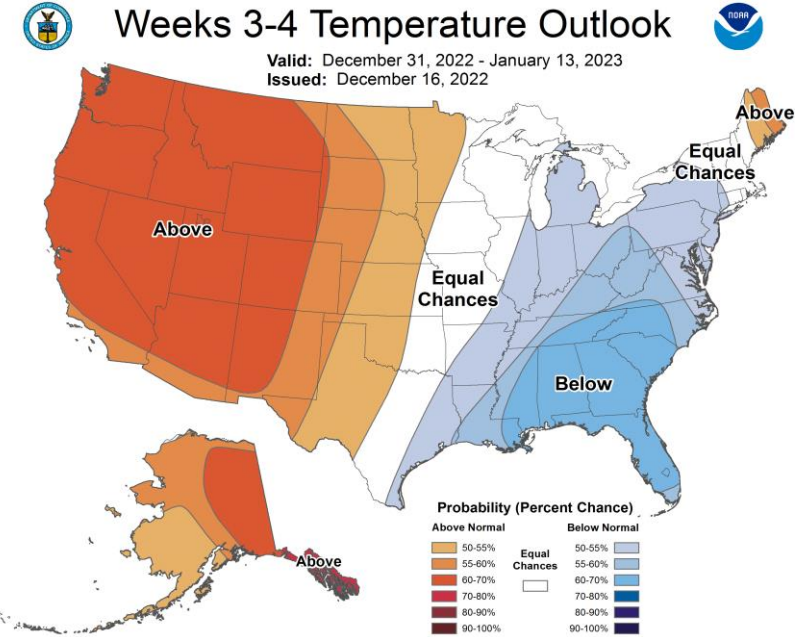 Weeks 3-4 Temperature Outlook
NOAA
Valid: December 31, 2022 - January 13, 2023
Issued: December 16, 2022
Above
Equal
Chances
Above
Equal
Chances
Below
Above
Probability (Percent Chance)
Above Normal
Below Normal
Equal
Chances
50-55%
55-60%
60-70%
70-80%
80-90%
90-100%
50-55%
55-60%
60-70%
70-80%
80-90%
90-100%